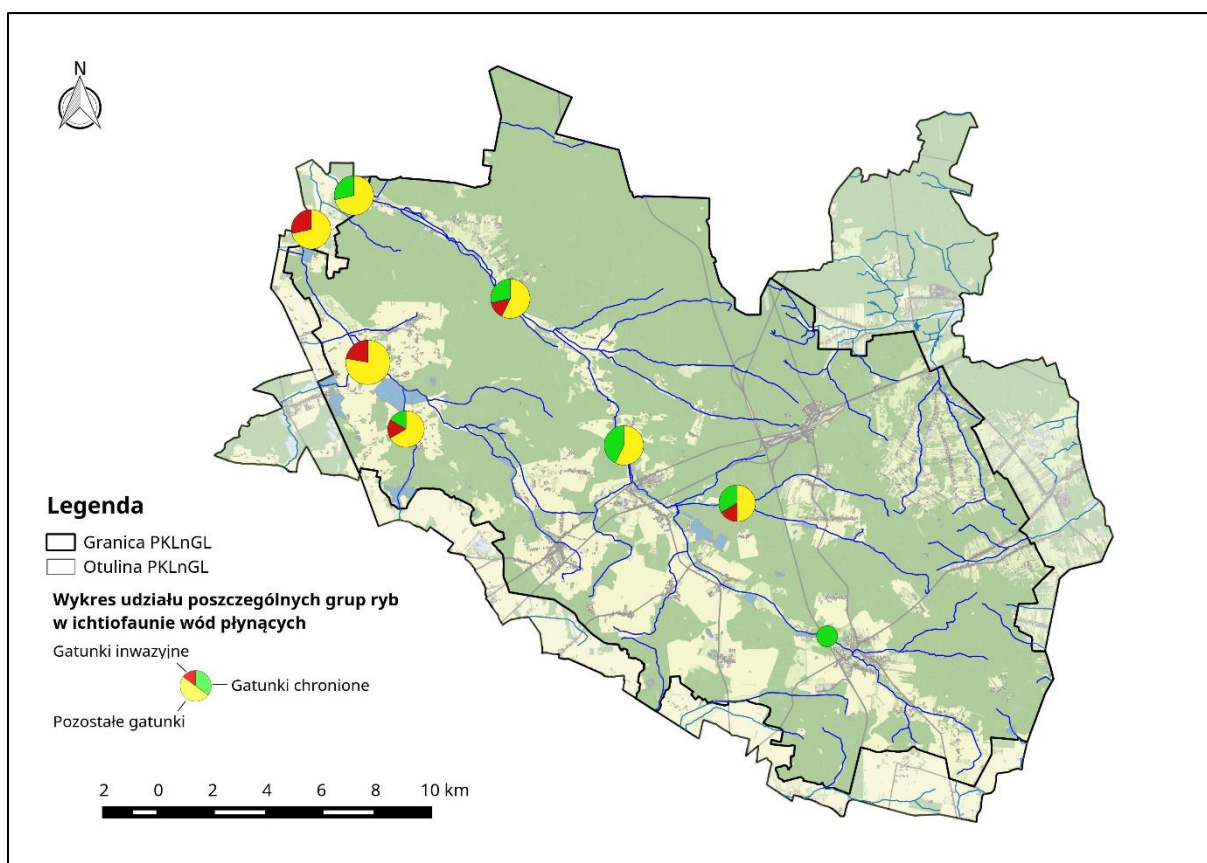 N
Legenda
Granica PKLnGL
Otulina PKLnGL
Wykres udziału poszczególnych grup ryb
w ichtiofaunie wód płynących
Gatunki inwazyjne
Gatunki chronione
Pozostałe gatunki
2 0 2 4 6 8 10 km